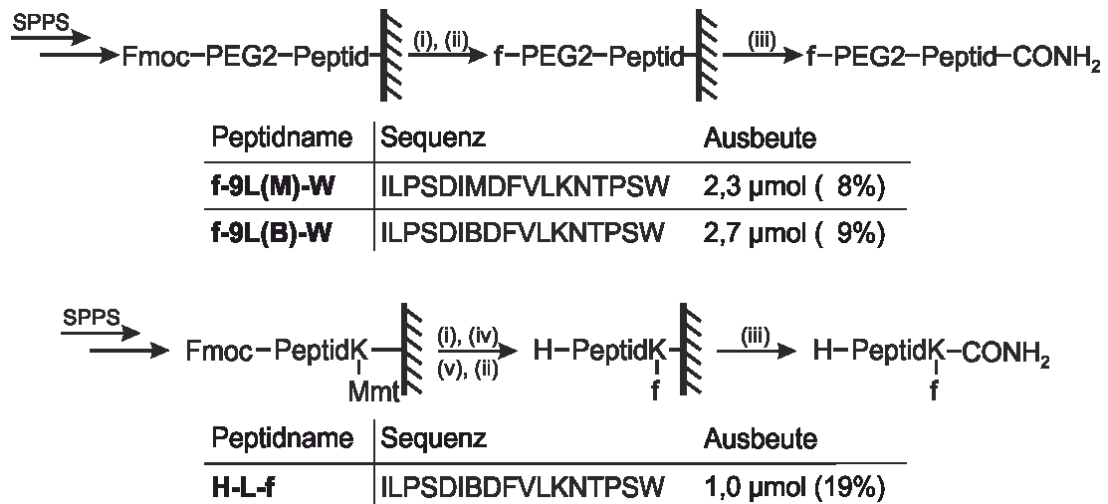 SPPS
Fmoc–PEG2–Peptid (i), (ii) f–PEG2–Peptid (iii) f–PEG2–Peptid–CONH₂
Peptidname Sequenz Ausbeute
f-9L(M)-W ILPSDIMDFVLKNTPSW 2,3 µmol ( 8%)
f-9L(B)-W ILPSDIBDFVLKNTPSW 2,7 µmol ( 9%)
SPPS
Fmoc–PeptidK (i), (iv) H–PeptidK (iii) H–PeptidK–CONH₂
Mmt (v), (ii) f f
Peptidname Sequenz Ausbeute
H-L-f ILPSDIBDFVLKNTPSW 1,0 µmol (19%)